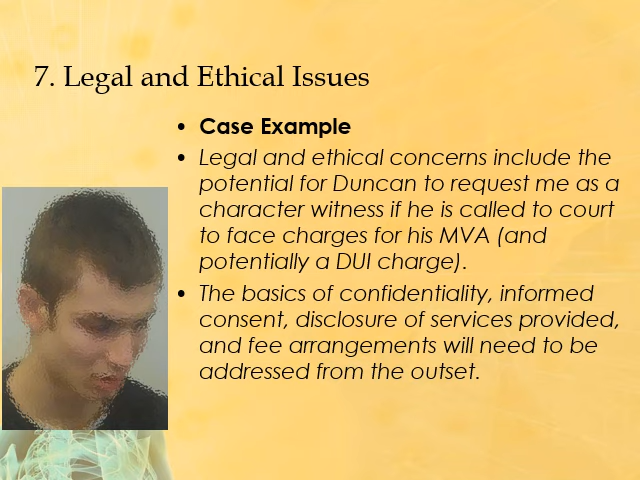 7. Legal and Ethical Issues
• Case Example
• Legal and ethical concerns include the
potential for Duncan to request me as a
character witness if he is called to court
to face charges for his MVA (and
potentially a DUI charge).
• The basics of confidentiality, informed
consent, disclosure of services provided,
and fee arrangements will need to be
addressed from the outset.